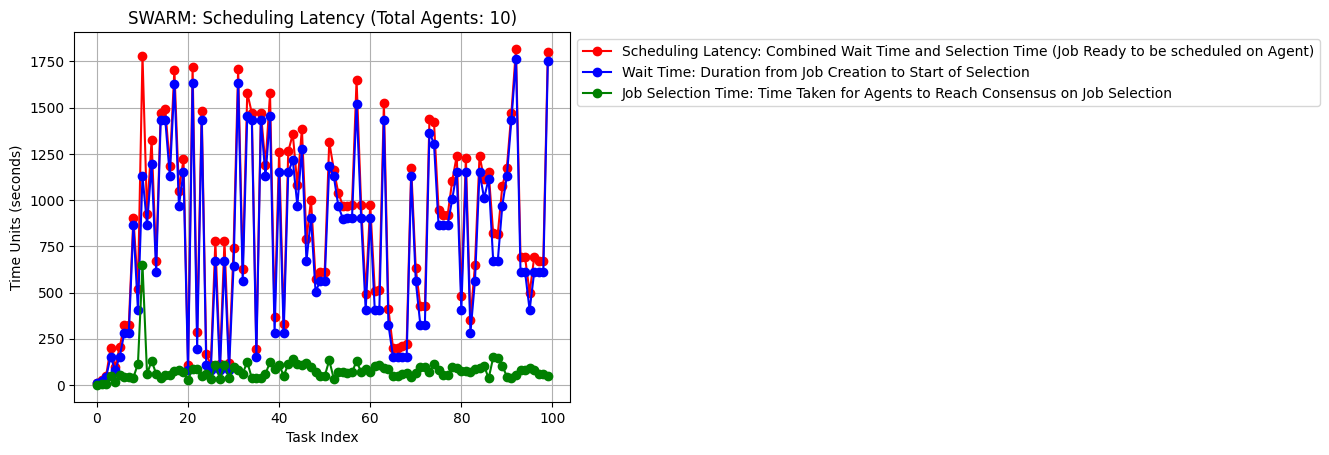 SWARM: Scheduling Latency (Total Agents: 10)
Scheduling Latency: Combined Wait Time and Selection Time (Job Ready to be scheduled on Agent)
Wait Time: Duration from Job Creation to Start of Selection
Job Selection Time: Time Taken for Agents to Reach Consensus on Job Selection
Time Units (seconds)
1750
1500
1250
1000
750
500
250
0
0 20 40 60 80 100
Task Index